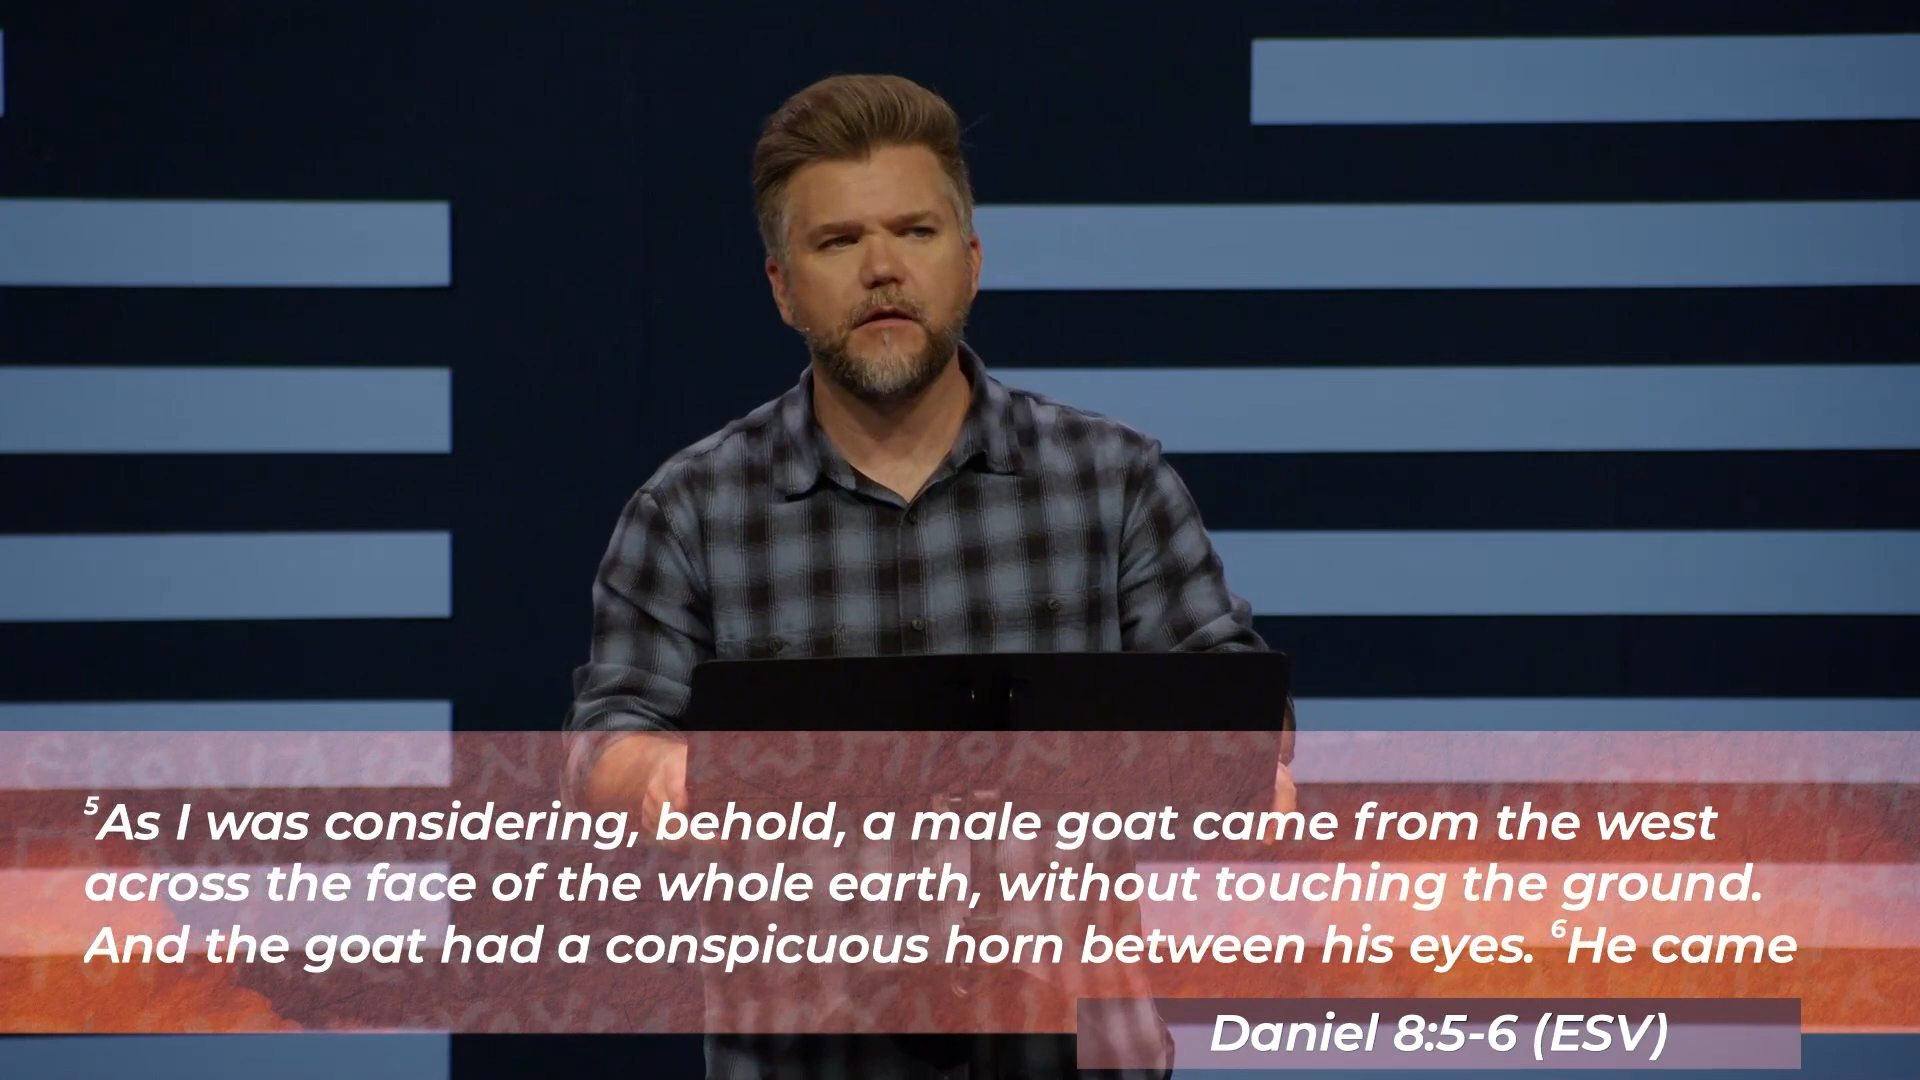 ⁵As I was considering, behold, a male goat came from the west
across the face of the whole earth, without touching the ground.
And the goat had a conspicuous horn between his eyes. ⁶He came
Daniel 8:5-6 (ESV)